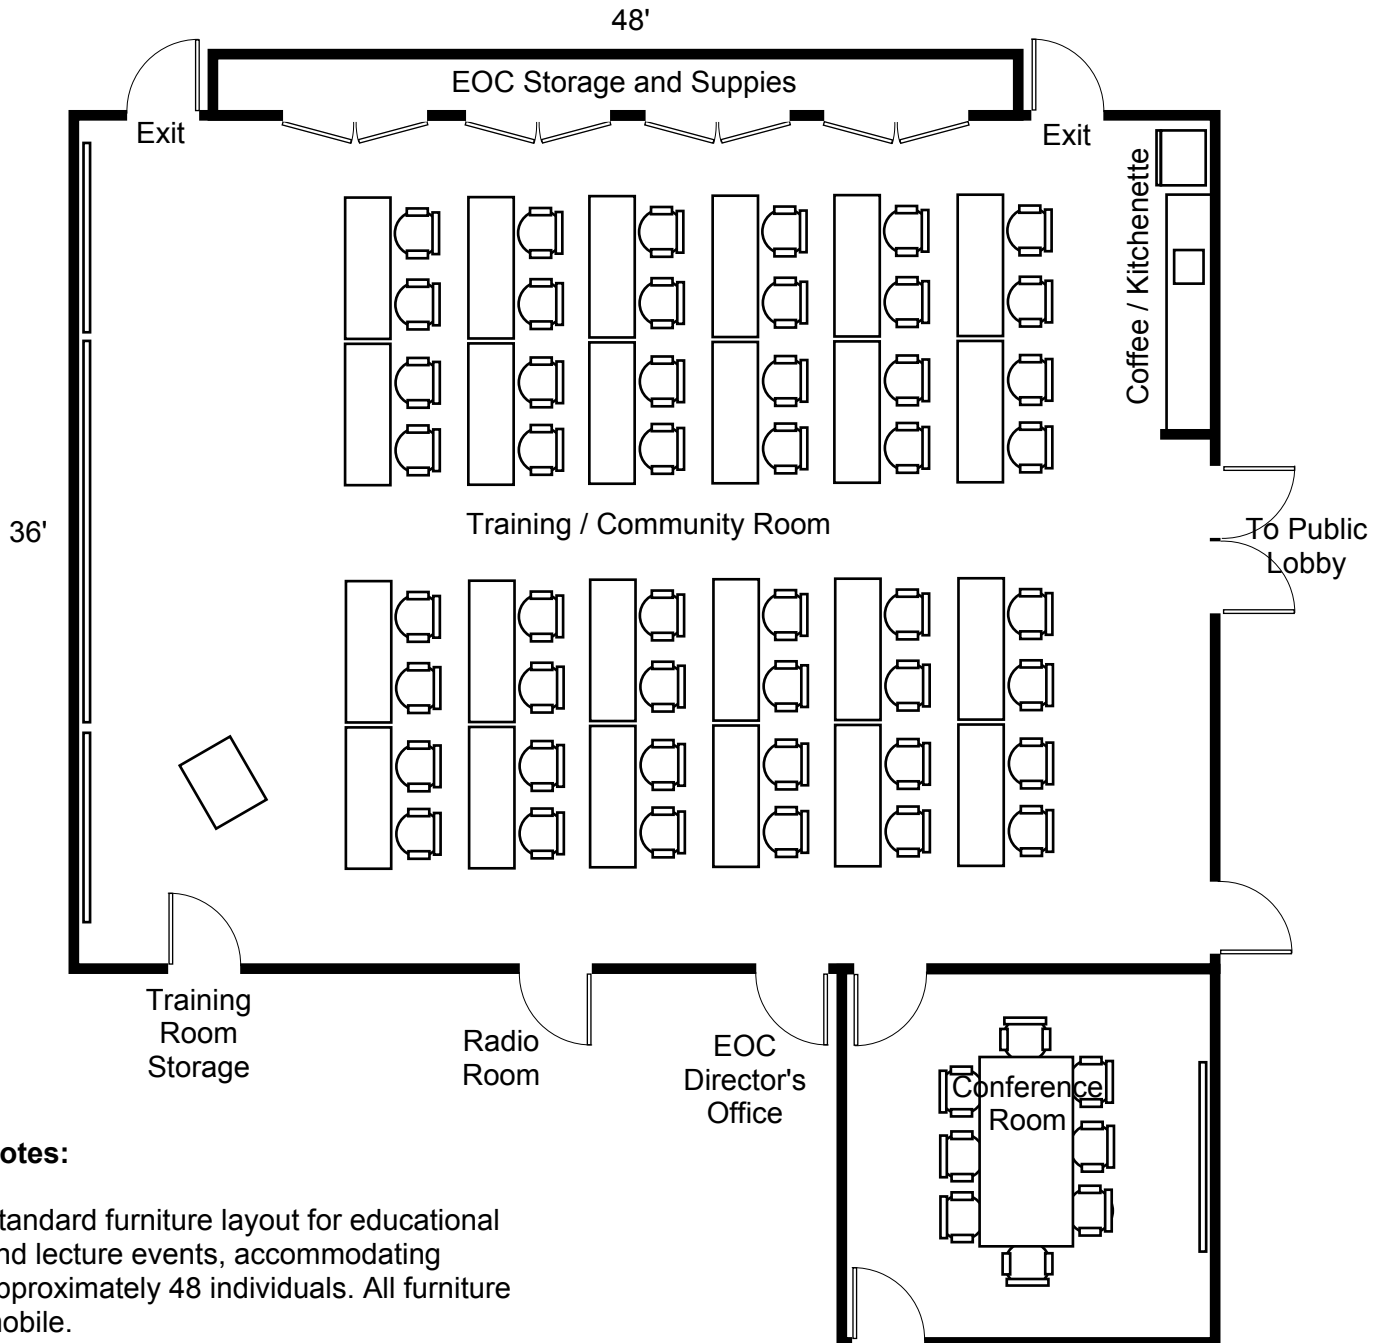 48'
EOC Storage and Suppies
Exit
Exit
Coffee / Kitchenette
36'
Training / Community Room
To Public
Lobby
Training
Room
Storage
Radio
Room
EOC
Director's
Office
Conference
Room
otes:
tandard furniture layout for educational
nd lecture events, accommodating
pproximately 48 individuals. All furniture
obile.